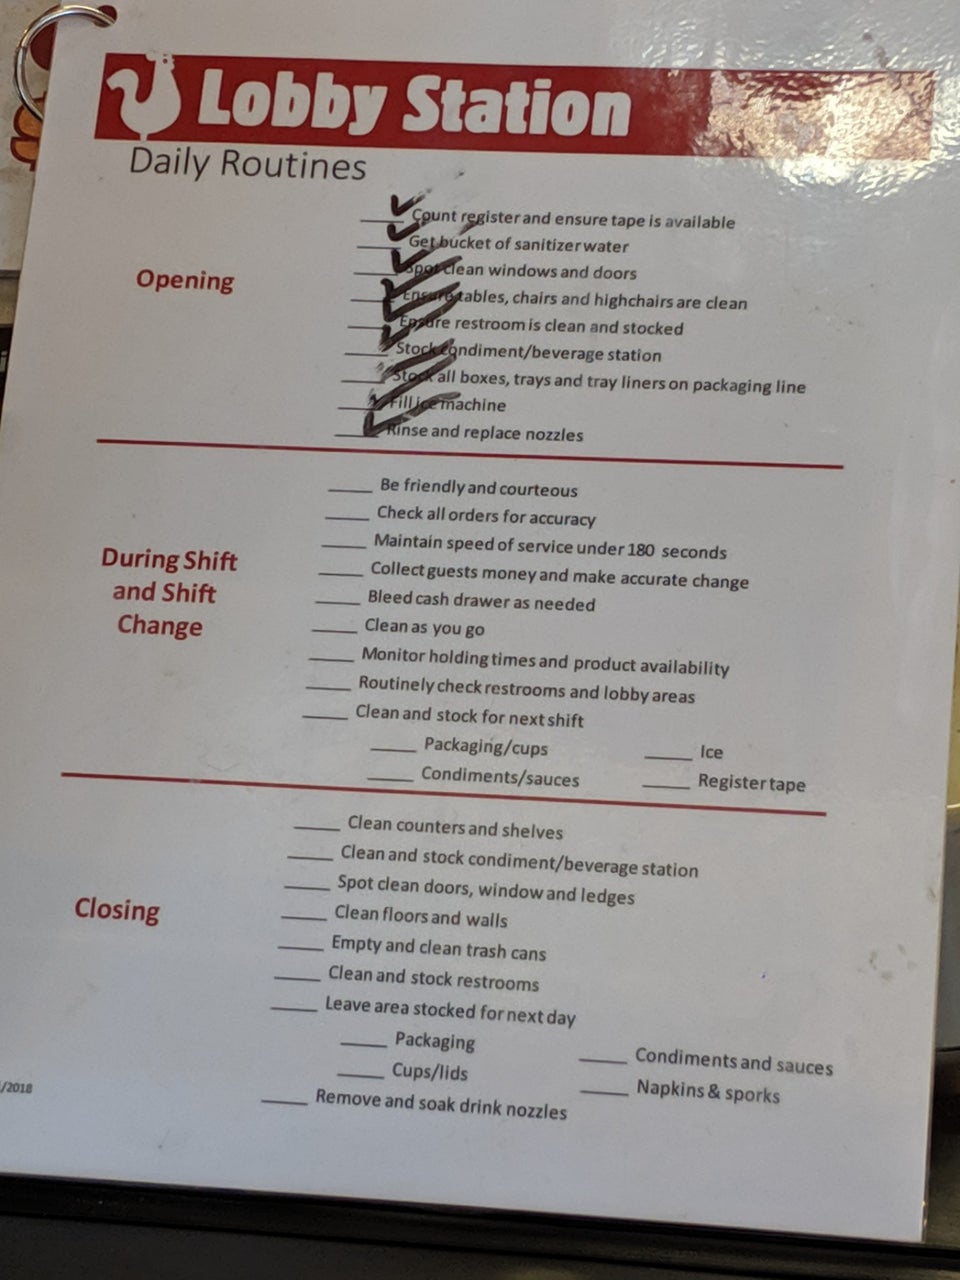 Lobby Station
Daily Routines
Opening
Count register and ensure tape is available
Get bucket of sanitizer water
Spot clean windows and doors
Ensure tables, chairs and highchairs are clean
Ensure restroom is clean and stocked
Stock condiment/beverage station
Stock all boxes, trays and tray liners on packaging line
Fill ice machine
Rinse and replace nozzles
During Shift
and Shift
Change
Be friendly and courteous
Check all orders for accuracy
Maintain speed of service under 180 seconds
Collect guests money and make accurate change
Bleed cash drawer as needed
Clean as you go
Monitor holding times and product availability
Routinely check restrooms and lobby areas
Clean and stock for next shift
Packaging/cups Ice
Condiments/sauces Register tape
Closing
Clean counters and shelves
Clean and stock condiment/beverage station
Spot clean doors, window and ledges
Clean floors and walls
Empty and clean trash cans
Clean and stock restrooms
Leave area stocked for next day
Packaging Condiments and sauces
Cups/lids Napkins & sporks
Remove and soak drink nozzles
/2018